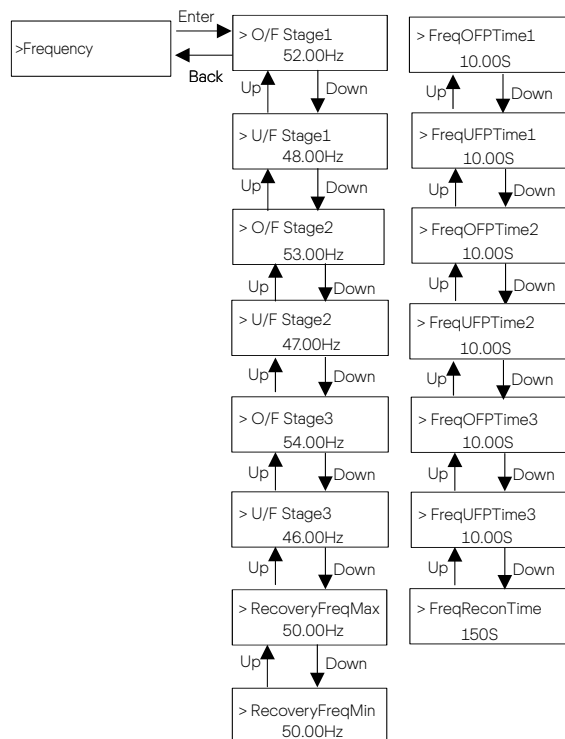 Enter
>Frequency
Back
> O/F Stage1
52.00Hz
Up
Down
> U/F Stage1
48.00Hz
Up
Down
> O/F Stage2
53.00Hz
Up
Down
> U/F Stage2
47.00Hz
Up
Down
> O/F Stage3
54.00Hz
Up
Down
> U/F Stage3
46.00Hz
Up
Down
> RecoveryFreqMax
50.00Hz
Up
Down
> RecoveryFreqMin
50.00Hz
> FreqOFPTime1
10.00S
Up
Down
> FreqUFPTime1
10.00S
Up
Down
> FreqOFPTime2
10.00S
Up
Down
> FreqUFPTime2
10.00S
Up
Down
> FreqOFPTime3
10.00S
Up
Down
> FreqUFPTime3
10.00S
Up
Down
> FreqReconTime
150S